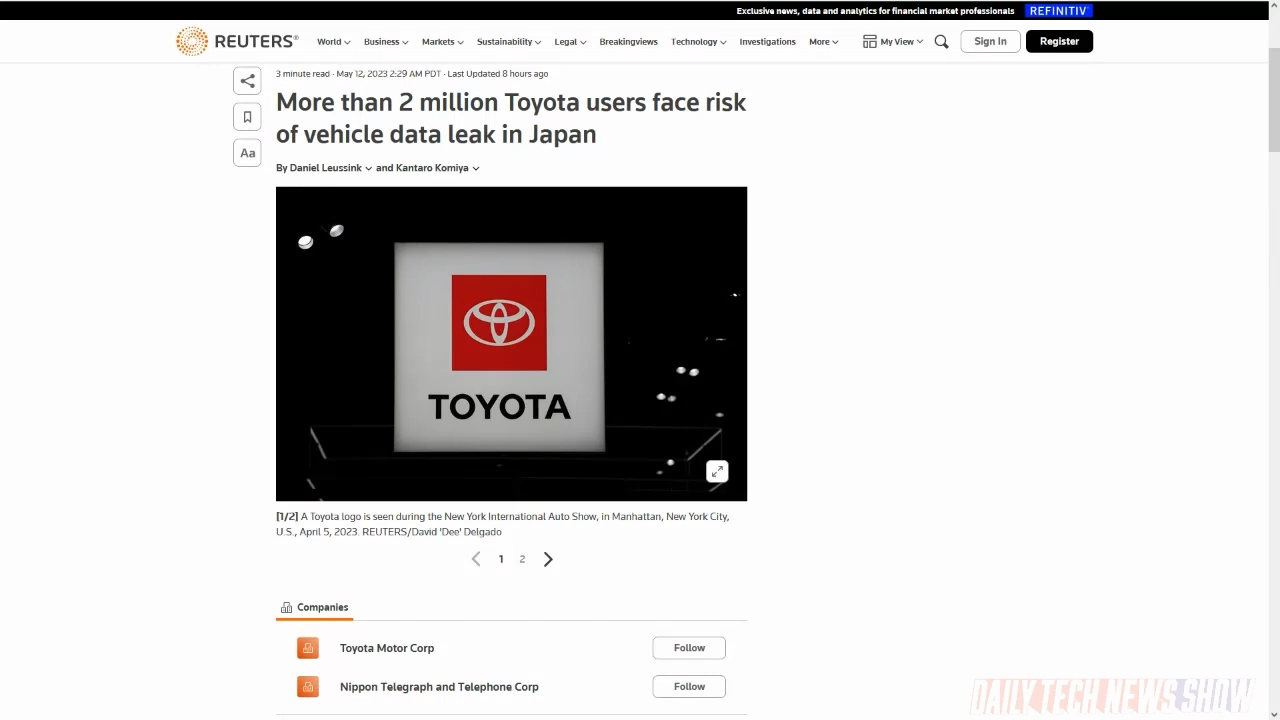 Exclusive news, data and analytics for financial market professionals REFINITIV
REUTERS® World Business Markets Sustainability Legal Breakingviews Technology Investigations More My View Sign In Register
3 minute read · May 12, 2023 2:29 AM PDT · Last Updated 8 hours ago
More than 2 million Toyota users face risk
of vehicle data leak in Japan
Aa
By Daniel Leussink and Kantaro Komiya
TOYOTA
[1/2] A Toyota logo is seen during the New York International Auto Show, in Manhattan, New York City,
U.S., April 5, 2023. REUTERS/David 'Dee' Delgado
1 2
Companies
Toyota Motor Corp Follow
Nippon Telegraph and Telephone Corp Follow
DAILY TECH NEWS SHOW